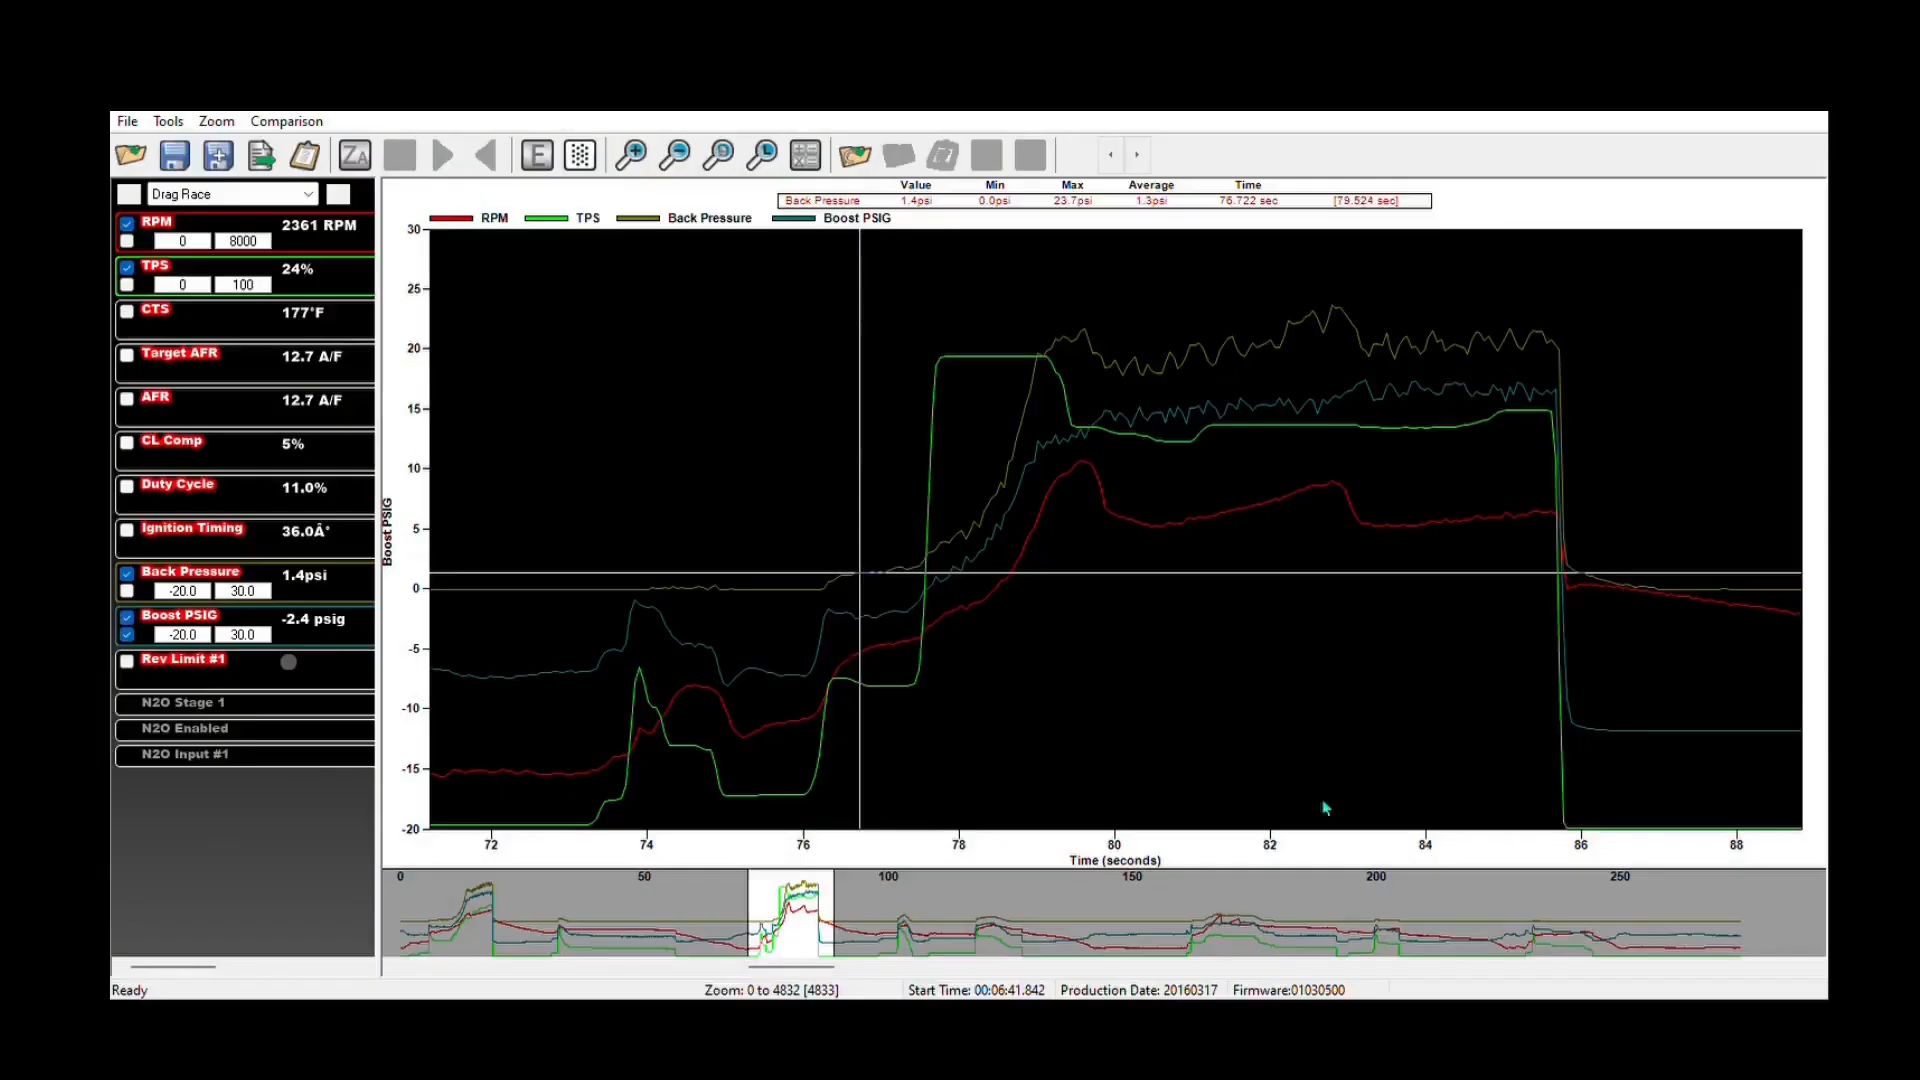 File Tools Zoom Comparison
ZA E
Drag Race
RPM 2361 RPM
0 8000
TPS 24%
0 100
CTS 177°F
Target AFR 12.7 A/F
AFR 12.7 A/F
CL Comp 5%
Duty Cycle 11.0%
Ignition Timing 36.0Â°
Back Pressure 1.4psi
-20.0 30.0
Boost PSIG -2.4 psig
-20.0 30.0
Rev Limit #1
N2O Stage 1
N2O Enabled
N2O Input #1
Value Min Max Average Time
Back Pressure 1.4psi 0.0psi 23.7psi 1.3psi 76.722 sec [79.524 sec]
RPM TPS Back Pressure Boost PSIG
30
25
20
15
10
5
0
-5
-10
-15
-20
Boost PSIG
72 74 76 78 80 82 84 86 88
Time (seconds)
0 50 100 150 200 250
Ready Zoom: 0 to 4832 [4833] Start Time: 00:06:41.842 Production Date: 20160317 Firmware:01030500